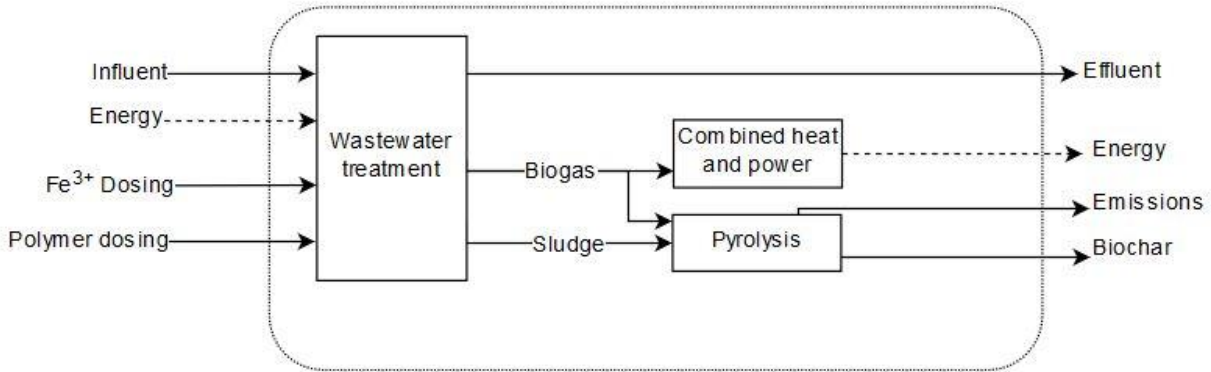 Influent
Energy
Fe³⁺ Dosing
Polymer dosing
Wastewater
treatment
Biogas
Sludge
Combined heat
and power
Pyrolysis
Effluent
Energy
Emissions
Biochar